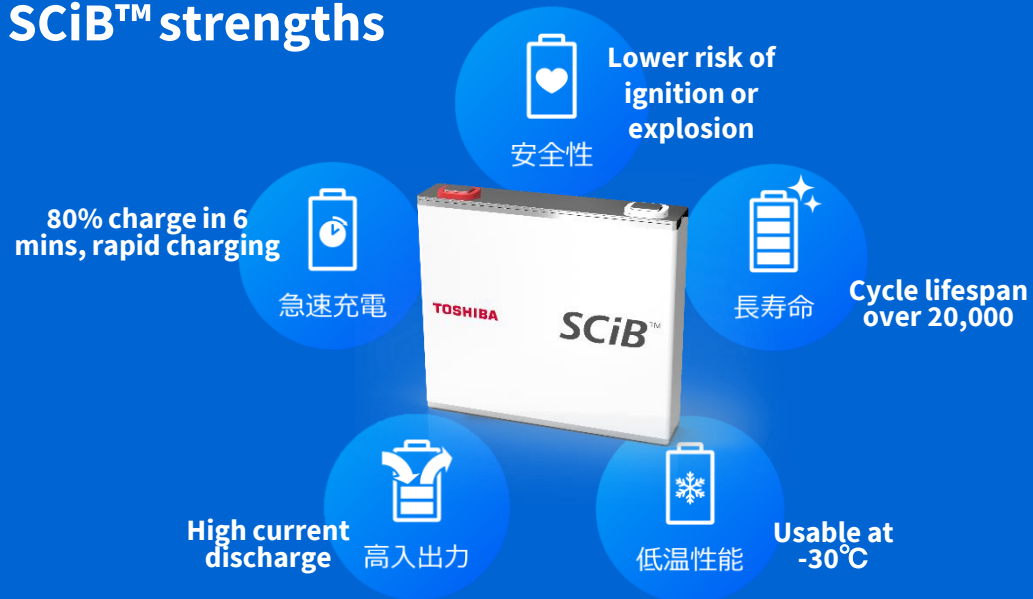 SCiB™ strengths
Lower risk of
ignition or
explosion
安全性
80% charge in 6
mins, rapid charging
急速充電
長寿命
Cycle lifespan
over 20,000
TOSHIBA
SCiB™
High current
discharge
高入出力
低温性能
Usable at
-30℃